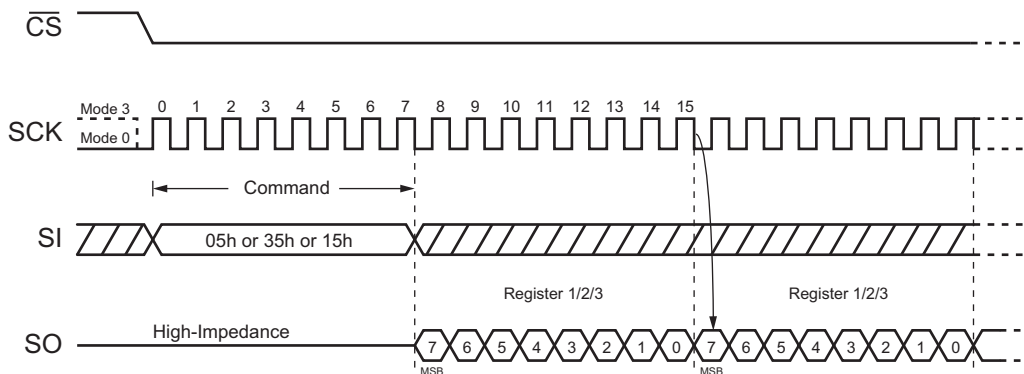 CS
Mode 3
0 1 2 3 4 5 6 7 8 9 10 11 12 13 14 15
SCK
Mode 0
Command
SI
05h or 35h or 15h
Register 1/2/3 Register 1/2/3
High-Impedance
SO
7 6 5 4 3 2 1 0 7 6 5 4 3 2 1 0
MSB MSB